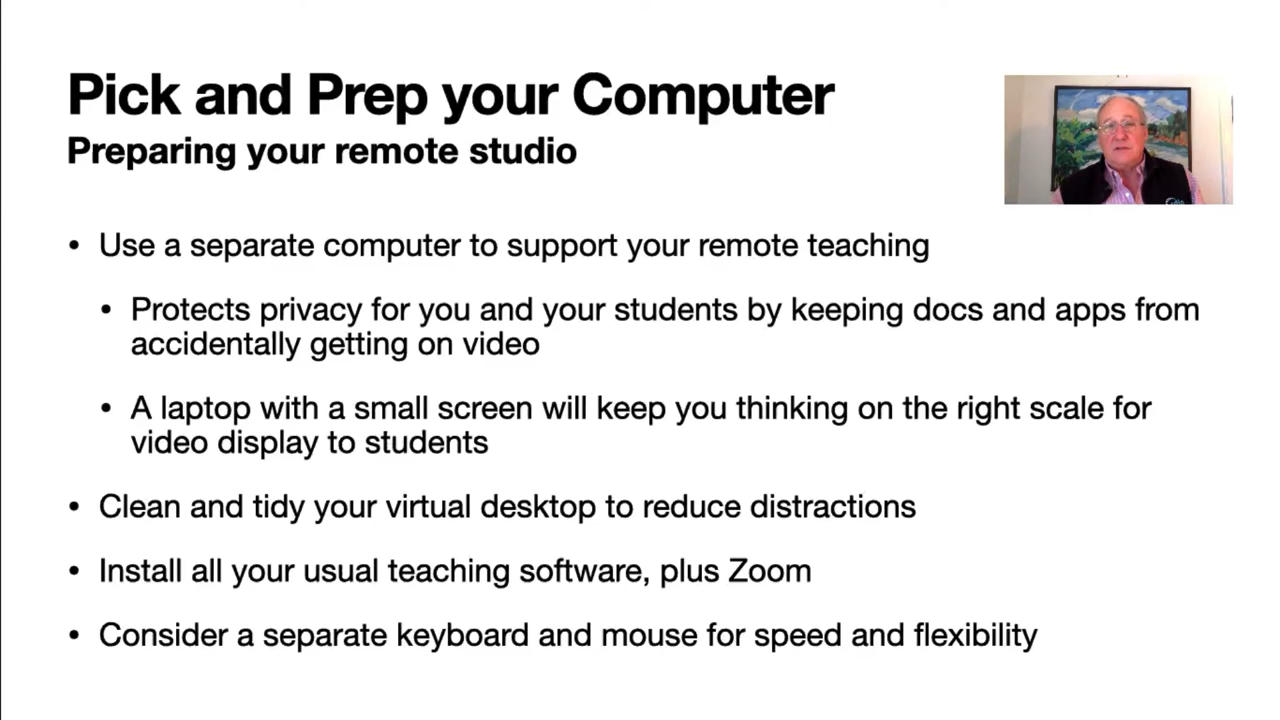 Pick and Prep your Computer
Preparing your remote studio
• Use a separate computer to support your remote teaching
• Protects privacy for you and your students by keeping docs and apps from
accidentally getting on video
• A laptop with a small screen will keep you thinking on the right scale for
video display to students
• Clean and tidy your virtual desktop to reduce distractions
• Install all your usual teaching software, plus Zoom
• Consider a separate keyboard and mouse for speed and flexibility